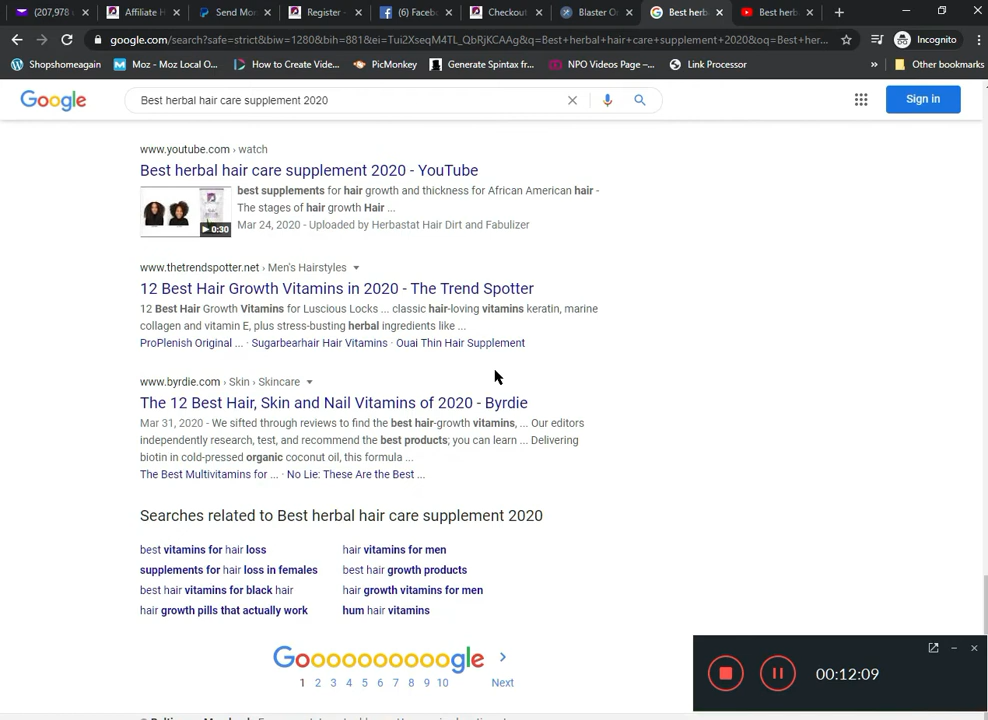 (207,978
Affiliate H
Send Mo
Register -
(6) Faceb
Checkout
Blaster O
Best herb
Best herb
google.com/search?safe=strict&biw=1280&bih=881&ei=Tui2XseqM4TL_QbRjKCAAg&q=Best+herbal+hair+care+supplement+2020&oq=Best+her...
Incognito
Shopshomeagain
Moz - Moz Local O...
How to Create Vide...
PicMonkey
Generate Spintax fr...
NPO Videos Page –...
Link Processor
»
Other bookmarks
Google
Best herbal hair care supplement 2020
Sign in
www.youtube.com › watch
Best herbal hair care supplement 2020 - YouTube
best supplements for hair growth and thickness for African American hair -
The stages of hair growth Hair ...
0:30
Mar 24, 2020 - Uploaded by Herbastat Hair Dirt and Fabulizer
www.thetrendspotter.net › Men's Hairstyles
12 Best Hair Growth Vitamins in 2020 - The Trend Spotter
12 Best Hair Growth Vitamins for Luscious Locks ... classic hair-loving vitamins keratin, marine
collagen and vitamin E, plus stress-busting herbal ingredients like ...
ProPlenish Original ... · Sugarbearhair Hair Vitamins · Ouai Thin Hair Supplement
www.byrdie.com › Skin › Skincare
The 12 Best Hair, Skin and Nail Vitamins of 2020 - Byrdie
Mar 31, 2020 - We sifted through reviews to find the best hair-growth vitamins, ... Our editors
independently research, test, and recommend the best products; you can learn ... Delivering
biotin in cold-pressed organic coconut oil, this formula ...
The Best Multivitamins for ... · No Lie: These Are the Best ...
Searches related to Best herbal hair care supplement 2020
best vitamins for hair loss
hair vitamins for men
supplements for hair loss in females
best hair growth products
best hair vitamins for black hair
hair growth vitamins for men
hair growth pills that actually work
hum hair vitamins
Goooooooooogle
1 2 3 4 5 6 7 8 9 10 Next
00:12:09